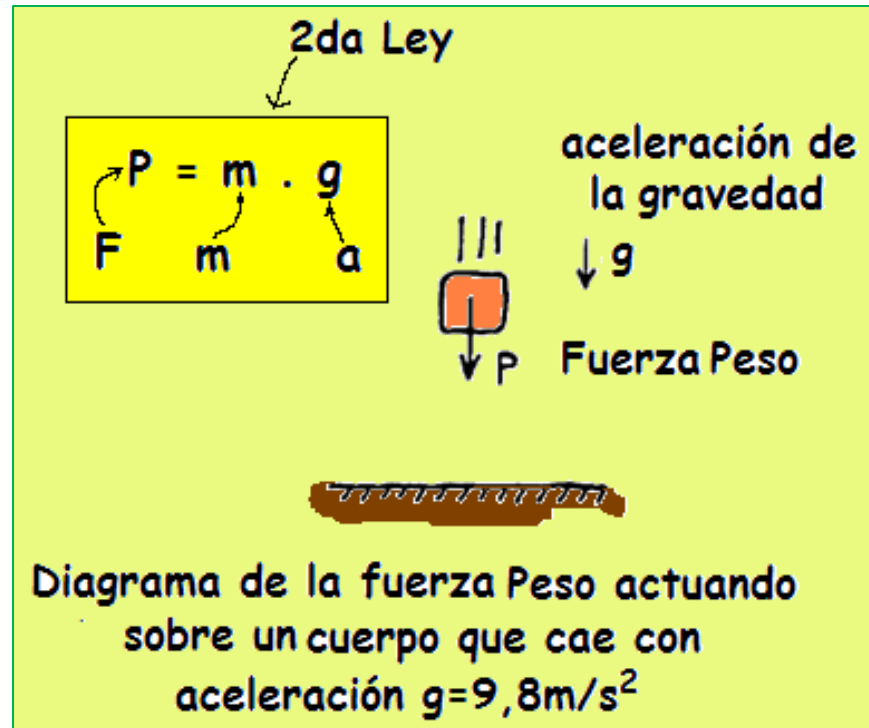 2da Ley
P = m . g
F m a
aceleración de
la gravedad
g
P
Fuerza Peso
Diagrama de la fuerza Peso actuando
sobre un cuerpo que cae con
aceleración g=9,8m/s²